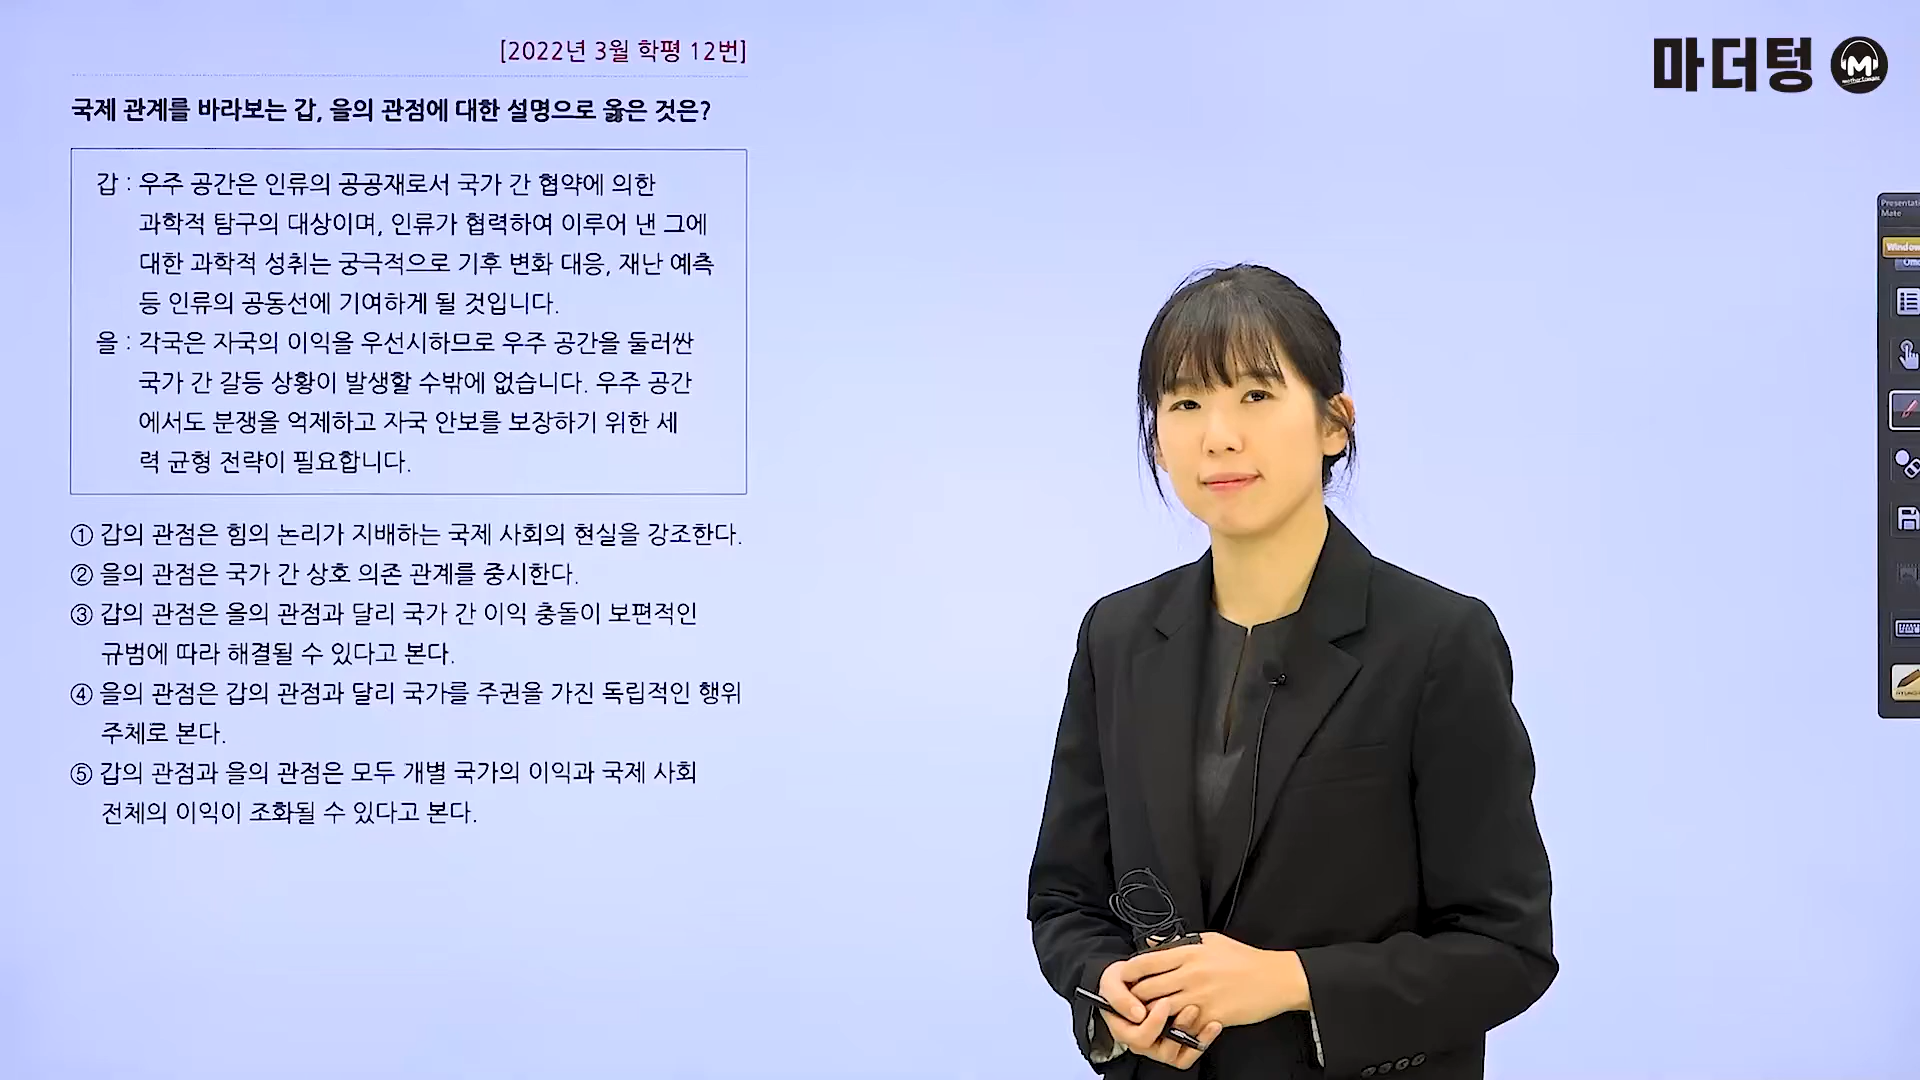 [2022년 3월 학평 12번]
마더텅
M
국제 관계를 바라보는 갑, 을의 관점에 대한 설명으로 옳은 것은?
갑 : 우주 공간은 인류의 공공재로서 국가 간 협약에 의한
과학적 탐구의 대상이며, 인류가 협력하여 이루어 낸 그에
대한 과학적 성취는 궁극적으로 기후 변화 대응, 재난 예측
등 인류의 공동선에 기여하게 될 것입니다.
을 : 각국은 자국의 이익을 우선시하므로 우주 공간을 둘러싼
국가 간 갈등 상황이 발생할 수밖에 없습니다. 우주 공간
에서도 분쟁을 억제하고 자국 안보를 보장하기 위한 세
력 균형 전략이 필요합니다.
① 갑의 관점은 힘의 논리가 지배하는 국제 사회의 현실을 강조한다.
② 을의 관점은 국가 간 상호 의존 관계를 중시한다.
③ 갑의 관점은 을의 관점과 달리 국가 간 이익 충돌이 보편적인
규범에 따라 해결될 수 있다고 본다.
④ 을의 관점은 갑의 관점과 달리 국가를 주권을 가진 독립적인 행위
주체로 본다.
⑤ 갑의 관점과 을의 관점은 모두 개별 국가의 이익과 국제 사회
전체의 이익이 조화될 수 있다고 본다.
Presentati
Mate
Window